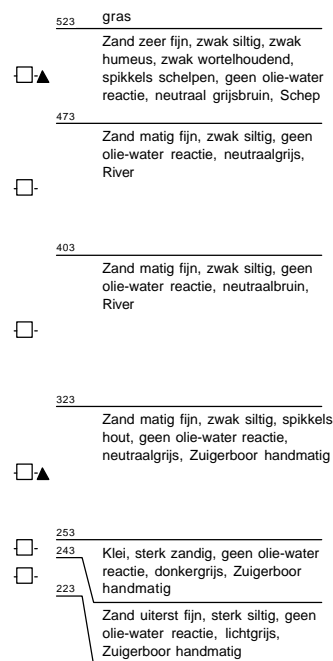 523 gras
Zand zeer fijn, zwak siltig, zwak
humeus, zwak wortelhoudend,
spikkels schelpen, geen olie-water
reactie, neutraal grijsbruin, Schep
473
Zand matig fijn, zwak siltig, geen
olie-water reactie, neutraalgrijs,
River
403
Zand matig fijn, zwak siltig, geen
olie-water reactie, neutraalbruin,
River
323
Zand matig fijn, zwak siltig, spikkels
hout, geen olie-water reactie,
neutraalgrijs, Zuigerboor handmatig
253
243
Klei, sterk zandig, geen olie-water
reactie, donkergrijs, Zuigerboor
handmatig
223
Zand uiterst fijn, sterk siltig, geen
olie-water reactie, lichtgrijs,
Zuigerboor handmatig